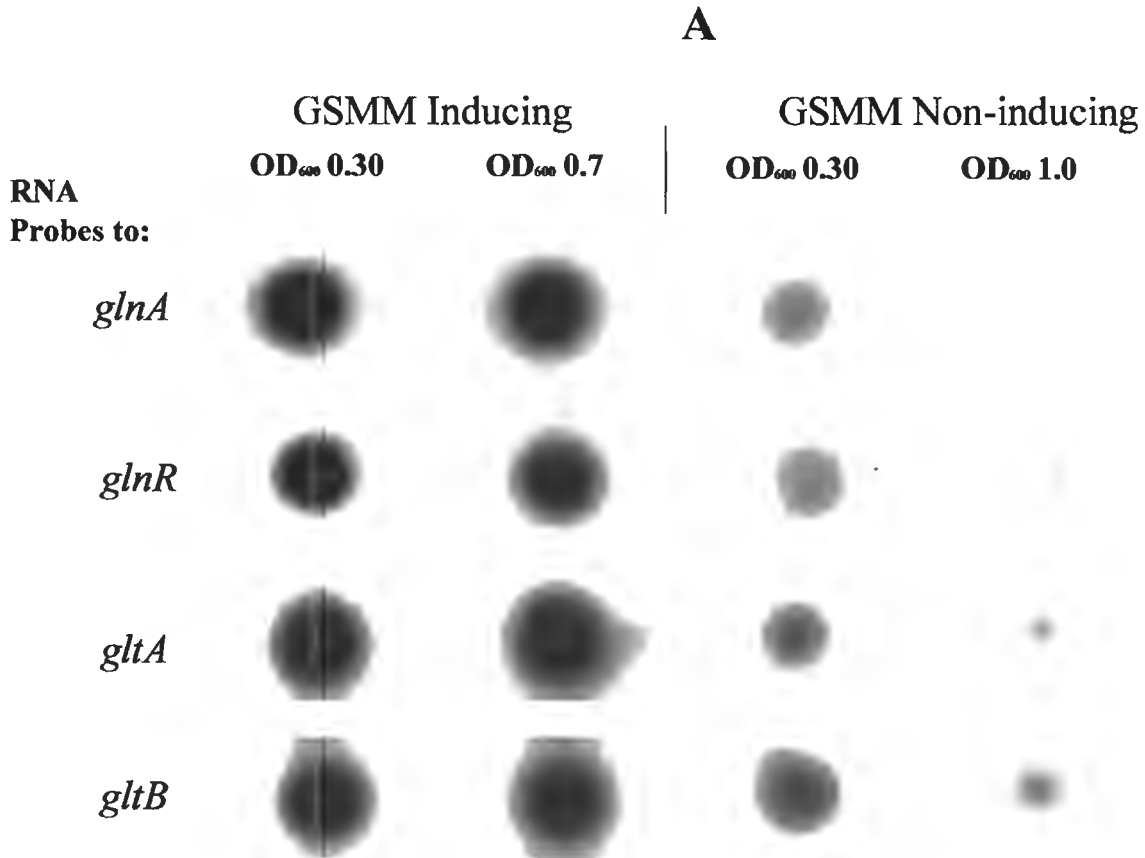 A
GSMM Inducing GSMM Non-inducing
OD₆₀₀ 0.30 OD₆₀₀ 0.7 OD₆₀₀ 0.30 OD₆₀₀ 1.0
RNA
Probes to:
glnA
glnR
gltA
gltB